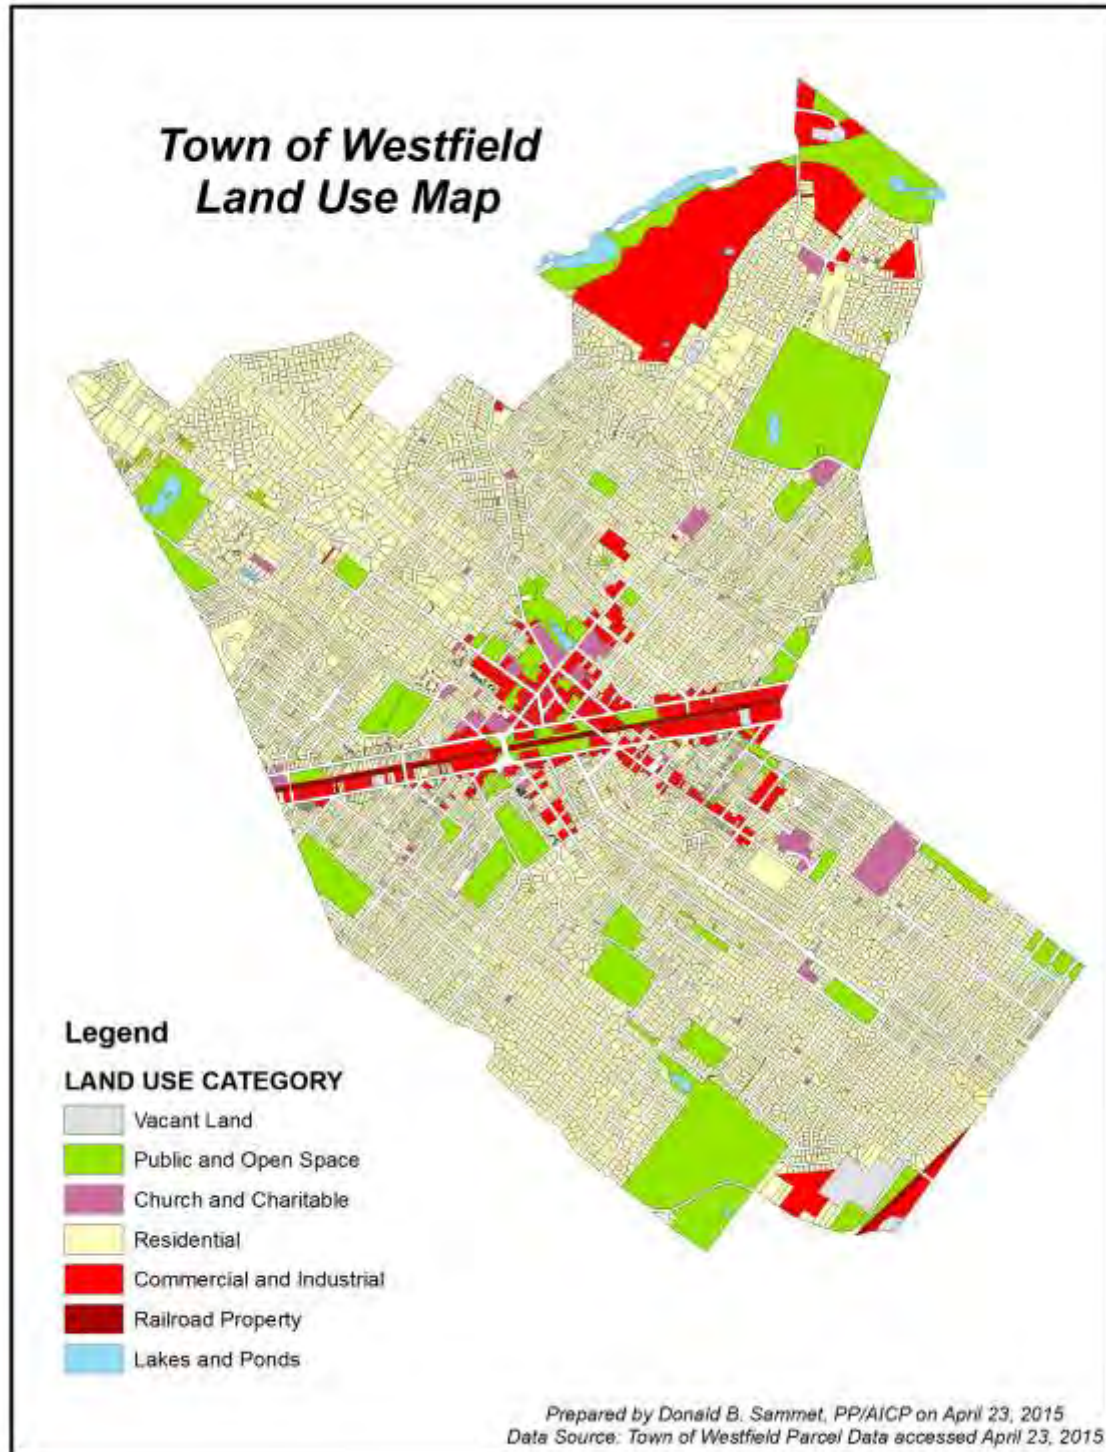 Town of Westfield
Land Use Map
Legend
LAND USE CATEGORY
Vacant Land
Public and Open Space
Church and Charitable
Residential
Commercial and Industrial
Railroad Property
Lakes and Ponds
Prepared by Donald B. Sammet, PP/AICP on April 23, 2015
Data Source: Town of Westfield Parcel Data accessed April 23, 2015